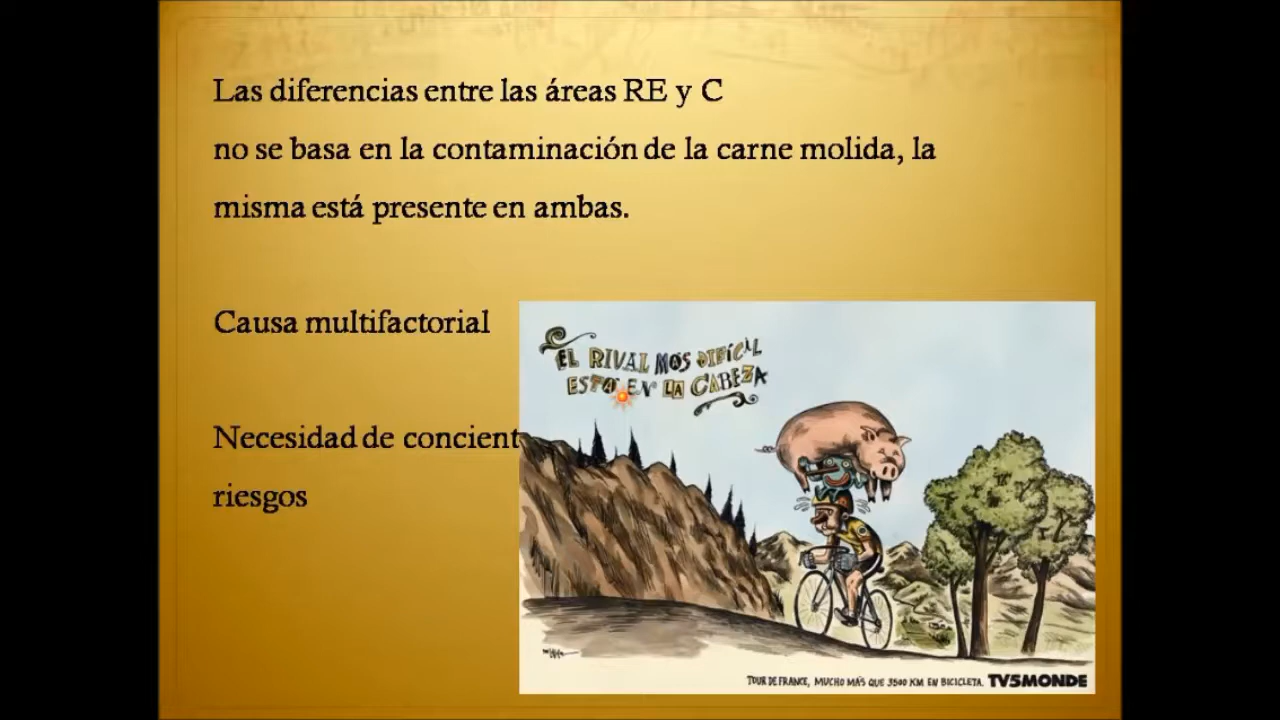 Las diferencias entre las áreas RE y C
no se basa en la contaminación de la carne molida, la
misma está presente en ambas.
Causa multifactorial
Necesidad de concient
riesgos
EL RIVAL MÁS DIFÍCIL
ESTÁ EN LA CABEZA
TOUR DE FRANCE, MUCHO MÁS QUE 3500 KM EN BICICLETA. TV5MONDE